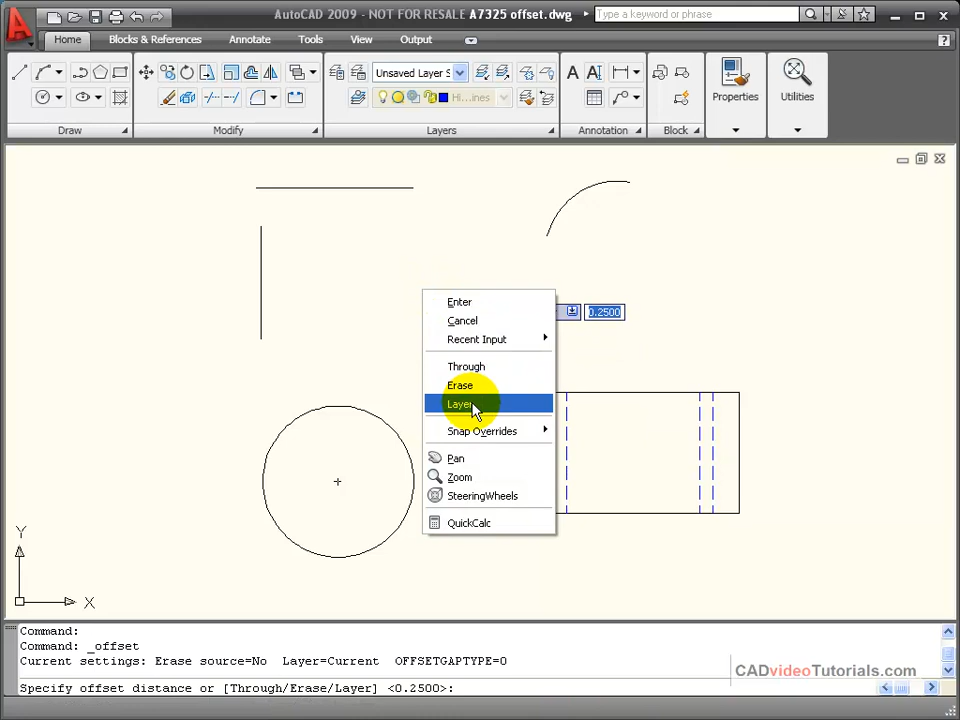 AutoCAD 2009 - NOT FOR RESALE A7325 offset.dwg
Type a keyword or phrase
Home Blocks & References Annotate Tools View Output
Unsaved Layer S
Hi...ines
Properties
Utilities
Draw Modify Layers Annotation Block
Enter
Cancel
Recent Input
0.2500
Through
Erase
Layer
Snap Overrides
Pan
Zoom
SteeringWheels
QuickCalc
Y
X
Command:
Command: _offset
Current settings: Erase source=No Layer=Current OFFSETGAPTYPE=0
CADvideoTutorials.com
Specify offset distance or [Through/Erase/Layer] <0.2500>: